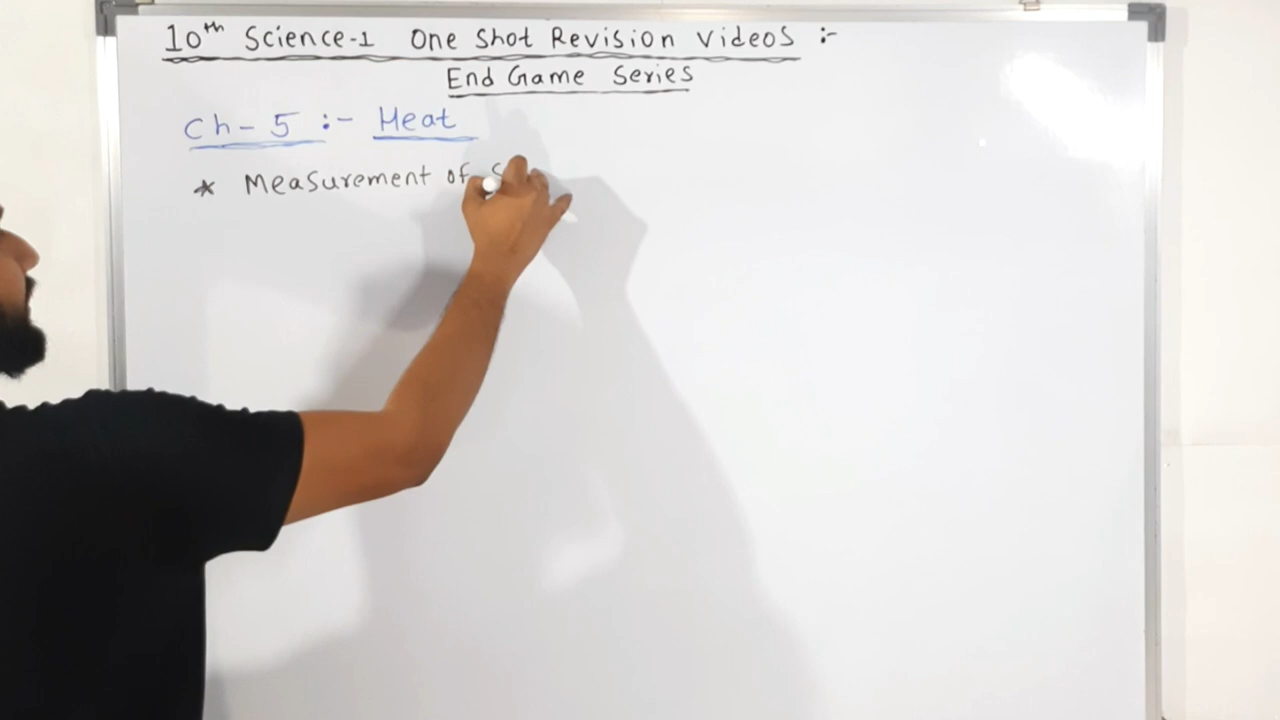 10th Science-1 One Shot Revision Videos :-
End Game Series
Ch - 5 :- Heat
* Measurement of